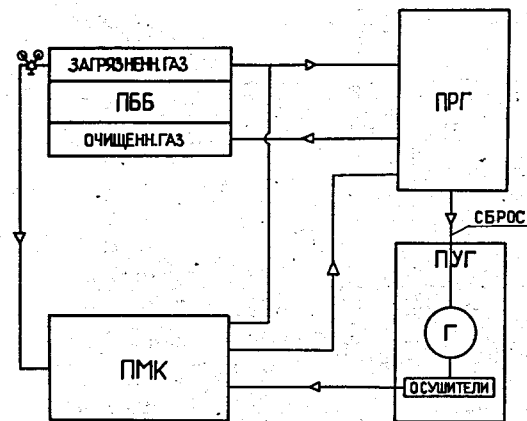 ЗАГРЯЗНЕНН.ГАЗ
ПББ
ОЧИЩЕНН.ГАЗ
ПРГ
СБРОС
ПУГ
Г
ОСУШИТЕЛИ
ПМК